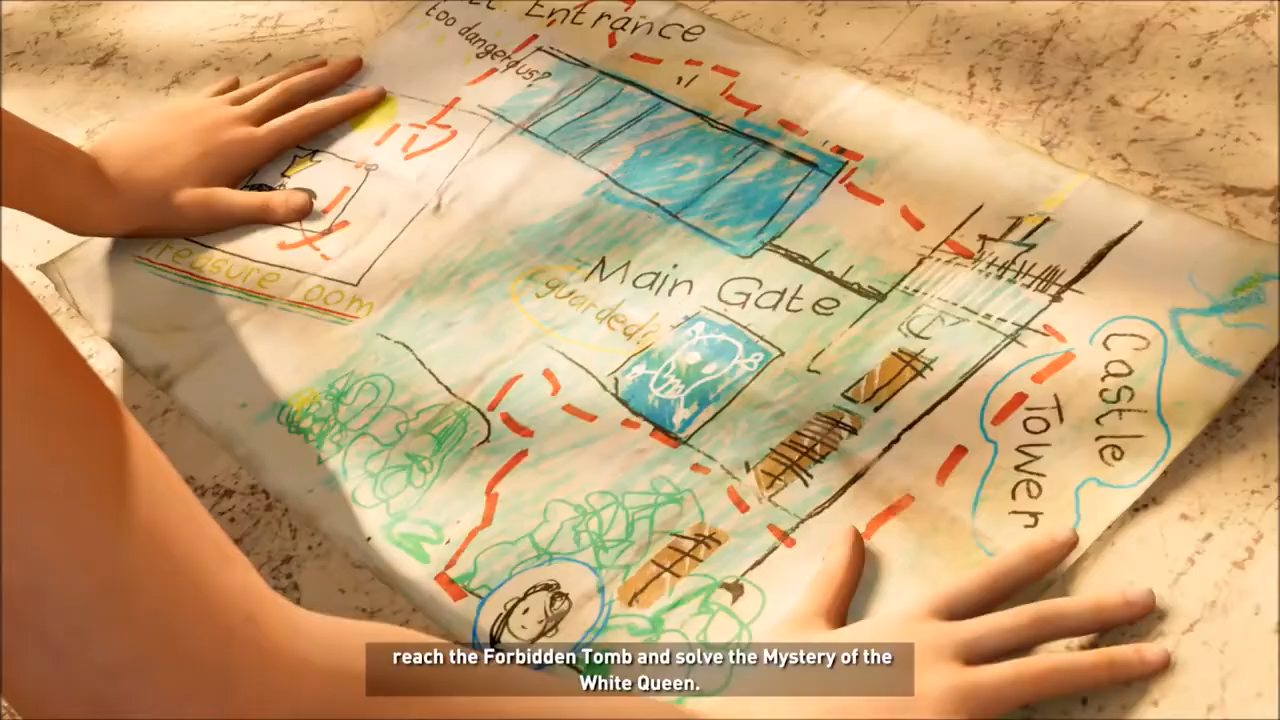 Entrance
too dangerous?
Treasure oom
Main Gate
guarded!?
Castle
Tower
reach the Forbidden Tomb and solve the Mystery of the
White Queen.